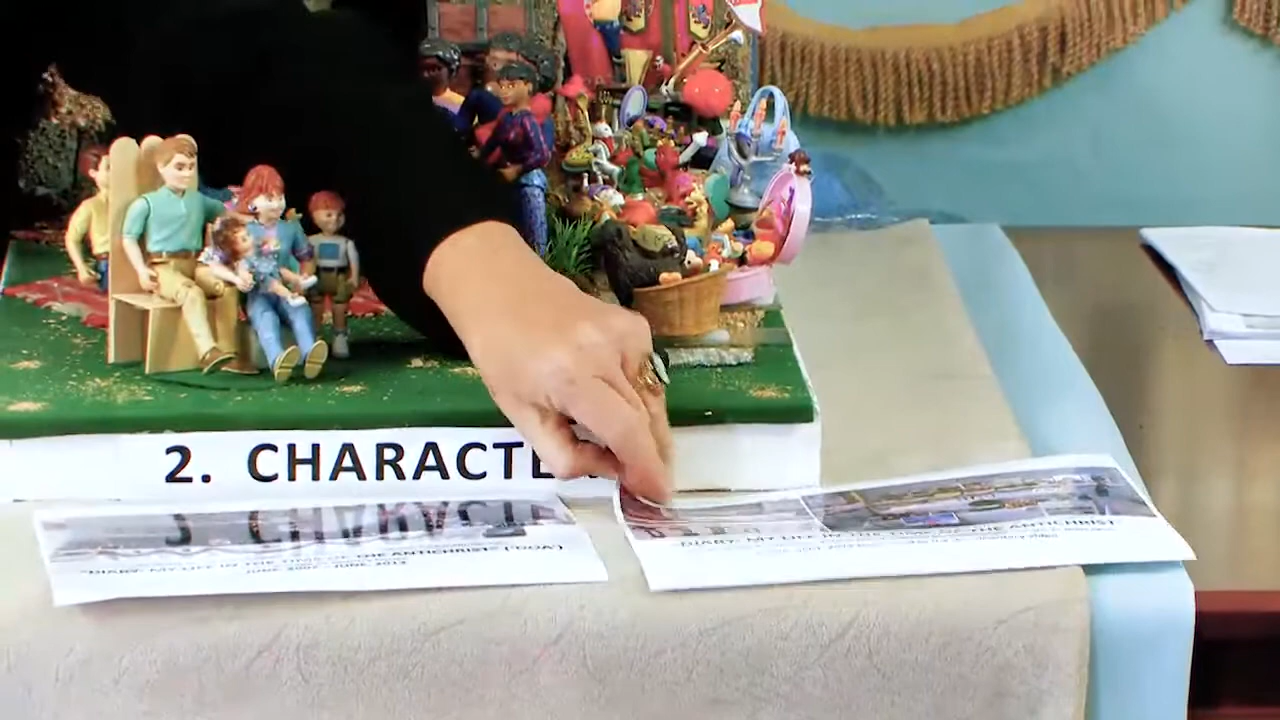 2. CHARACTE
"DIARY: MY LIFE IN THE TIME OF THE ANTICHRIST" ("DOA")
JUNE 2007 - JUNE 2012
"DIARY: MY LIFE IN THE TIME OF THE ANTICHRIST